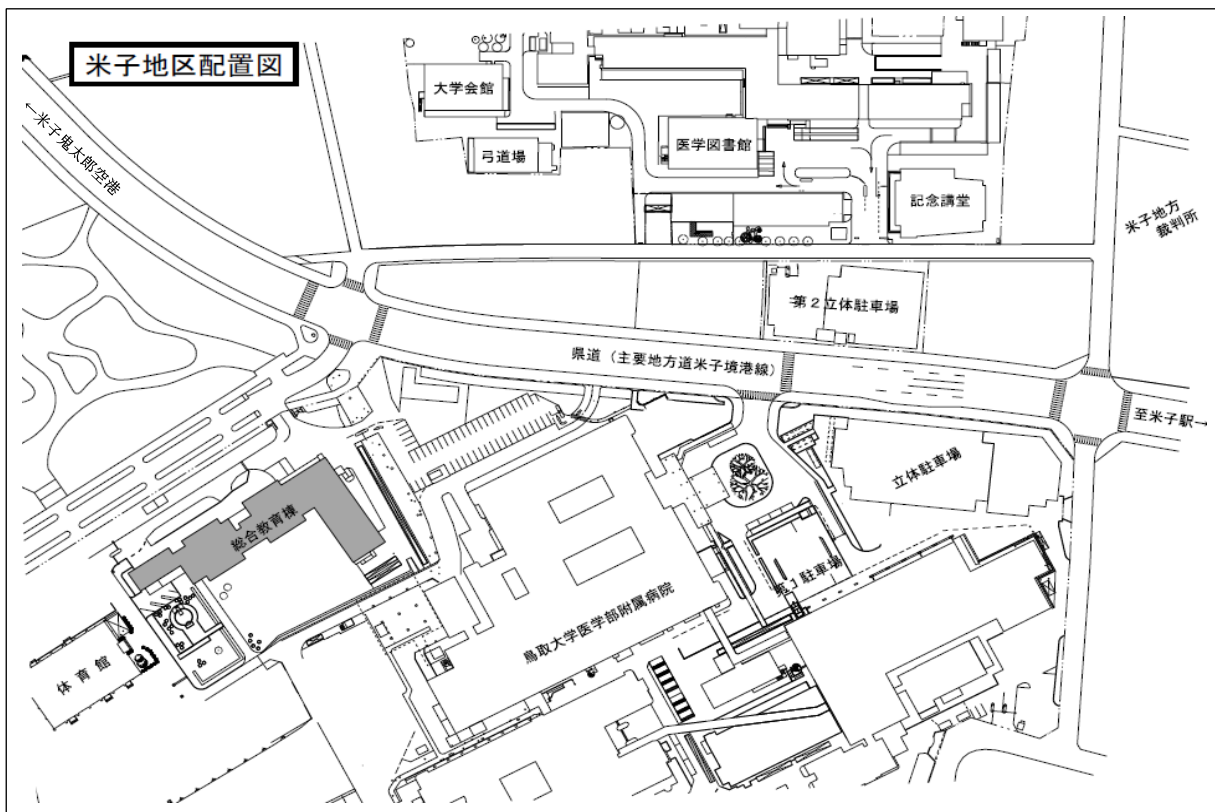 米子地区配置図
←米子鬼太郎空港
大学会館
弓道場
医学図書館
記念講堂
米子地方
裁判所
第2立体駐車場
県道（主要地方道米子境港線）
至米子駅→
立体駐車場
総合教育棟
第1駐車場
鳥取大学医学部附属病院
体育館